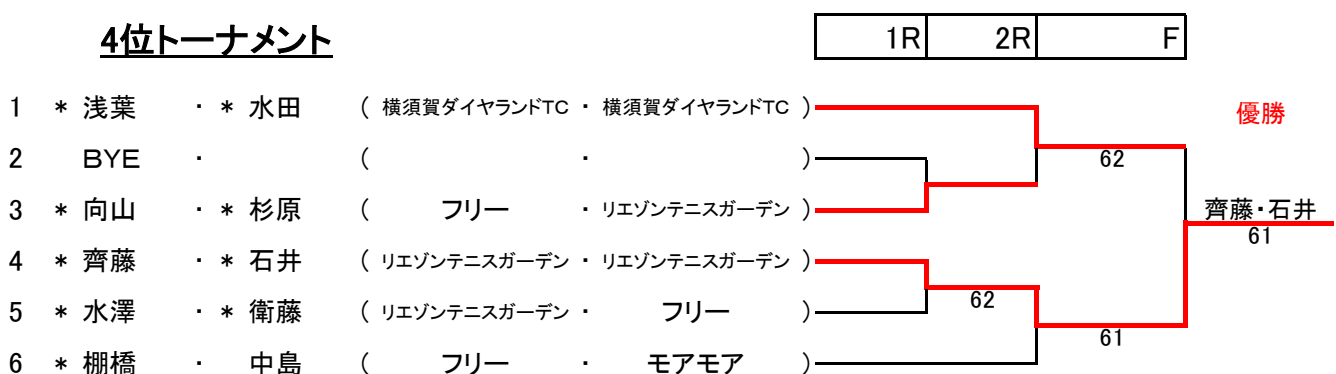 4位トーナメント 1R 2R F
1 * 浅葉 ・ * 水田 ( 横須賀ダイヤランドTC ・ 横須賀ダイヤランドTC )
優勝
2 BYE ・ ( ・ )
62
3 * 向山 ・ * 杉原 ( フリー ・ リエゾンテニスガーデン )
齊藤・石井
61
4 * 齊藤 ・ * 石井 ( リエゾンテニスガーデン ・ リエゾンテニスガーデン )
62
5 * 水澤 ・ * 衛藤 ( リエゾンテニスガーデン ・ フリー )
61
6 * 棚橋 ・ 中島 ( フリー ・ モアモア )